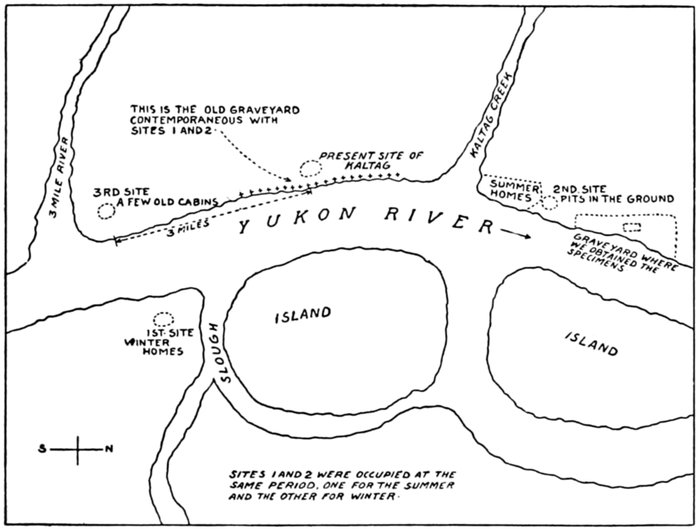 THIS IS THE OLD GRAVEYARD
CONTEMPORANEOUS WITH
SITES 1 AND 2.
PRESENT SITE OF
KALTAG
KALTAG CREEK
3 MILE RIVER
3RD SITE
A FEW OLD CABINS
3 MILES
YUKON RIVER
SUMMER
HOMES
2ND SITE
PITS IN THE GROUND
GRAVEYARD WHERE
WE OBTAINED THE
SPECIMENS
1ST SITE
WINTER
HOMES
SLOUGH
ISLAND
ISLAND
S N
SITES 1 AND 2 WERE OCCUPIED AT THE
SAME PERIOD, ONE FOR THE SUMMER
AND THE OTHER FOR WINTER.